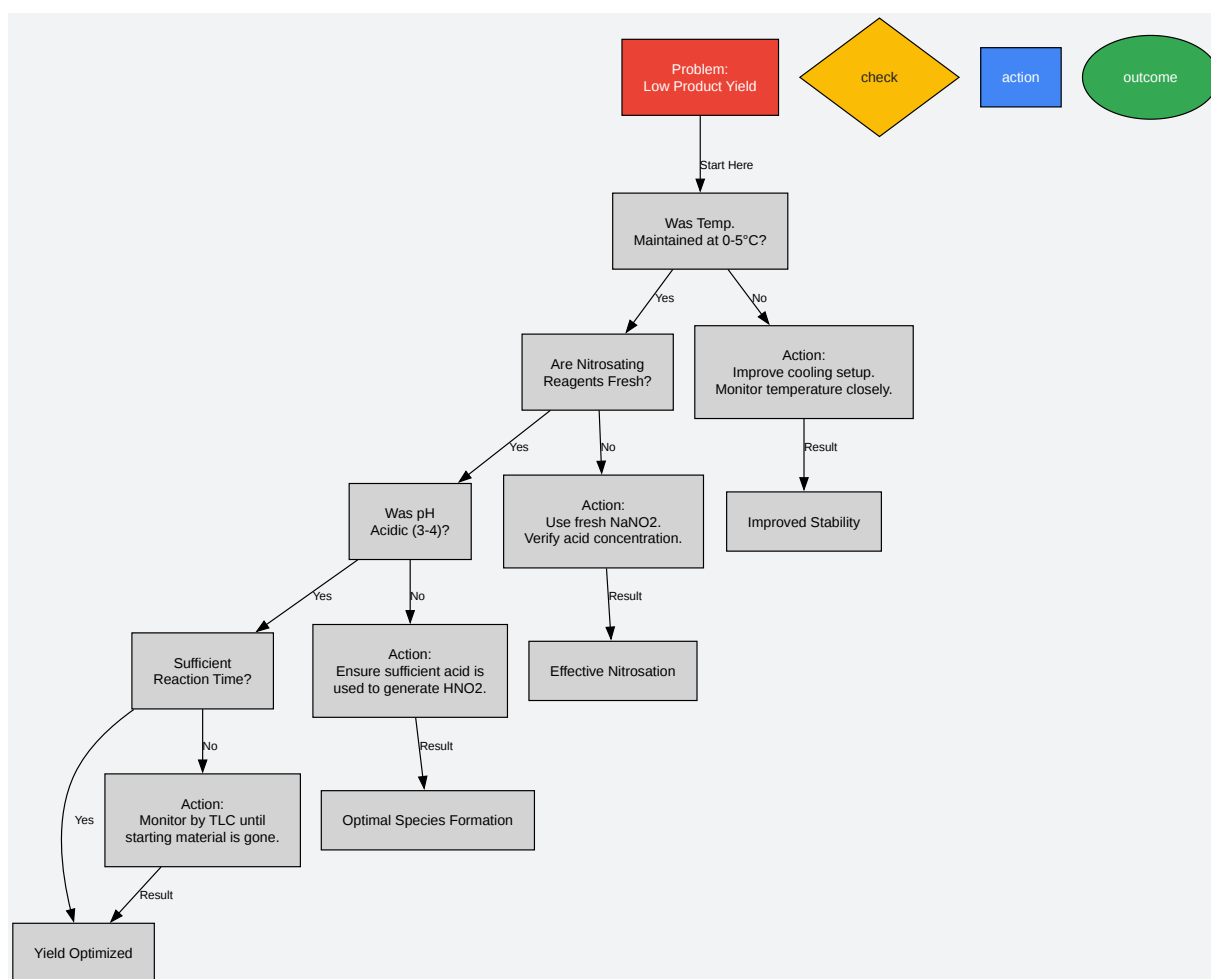 Problem:
Low Product Yield
check
action
outcome
Start Here
Was Temp.
Maintained at 0-5°C?
Yes
No
Are Nitrosating
Reagents Fresh?
Action:
Improve cooling setup.
Monitor temperature closely.
Yes
No
Result
Was pH
Acidic (3-4)?
Action:
Use fresh NaNO2.
Verify acid concentration.
Improved Stability
Yes
No
Result
Sufficient
Reaction Time?
Action:
Ensure sufficient acid is
used to generate HNO2.
Effective Nitrosation
No
Result
Yes
Action:
Monitor by TLC until
starting material is gone.
Optimal Species Formation
Result
Yield Optimized